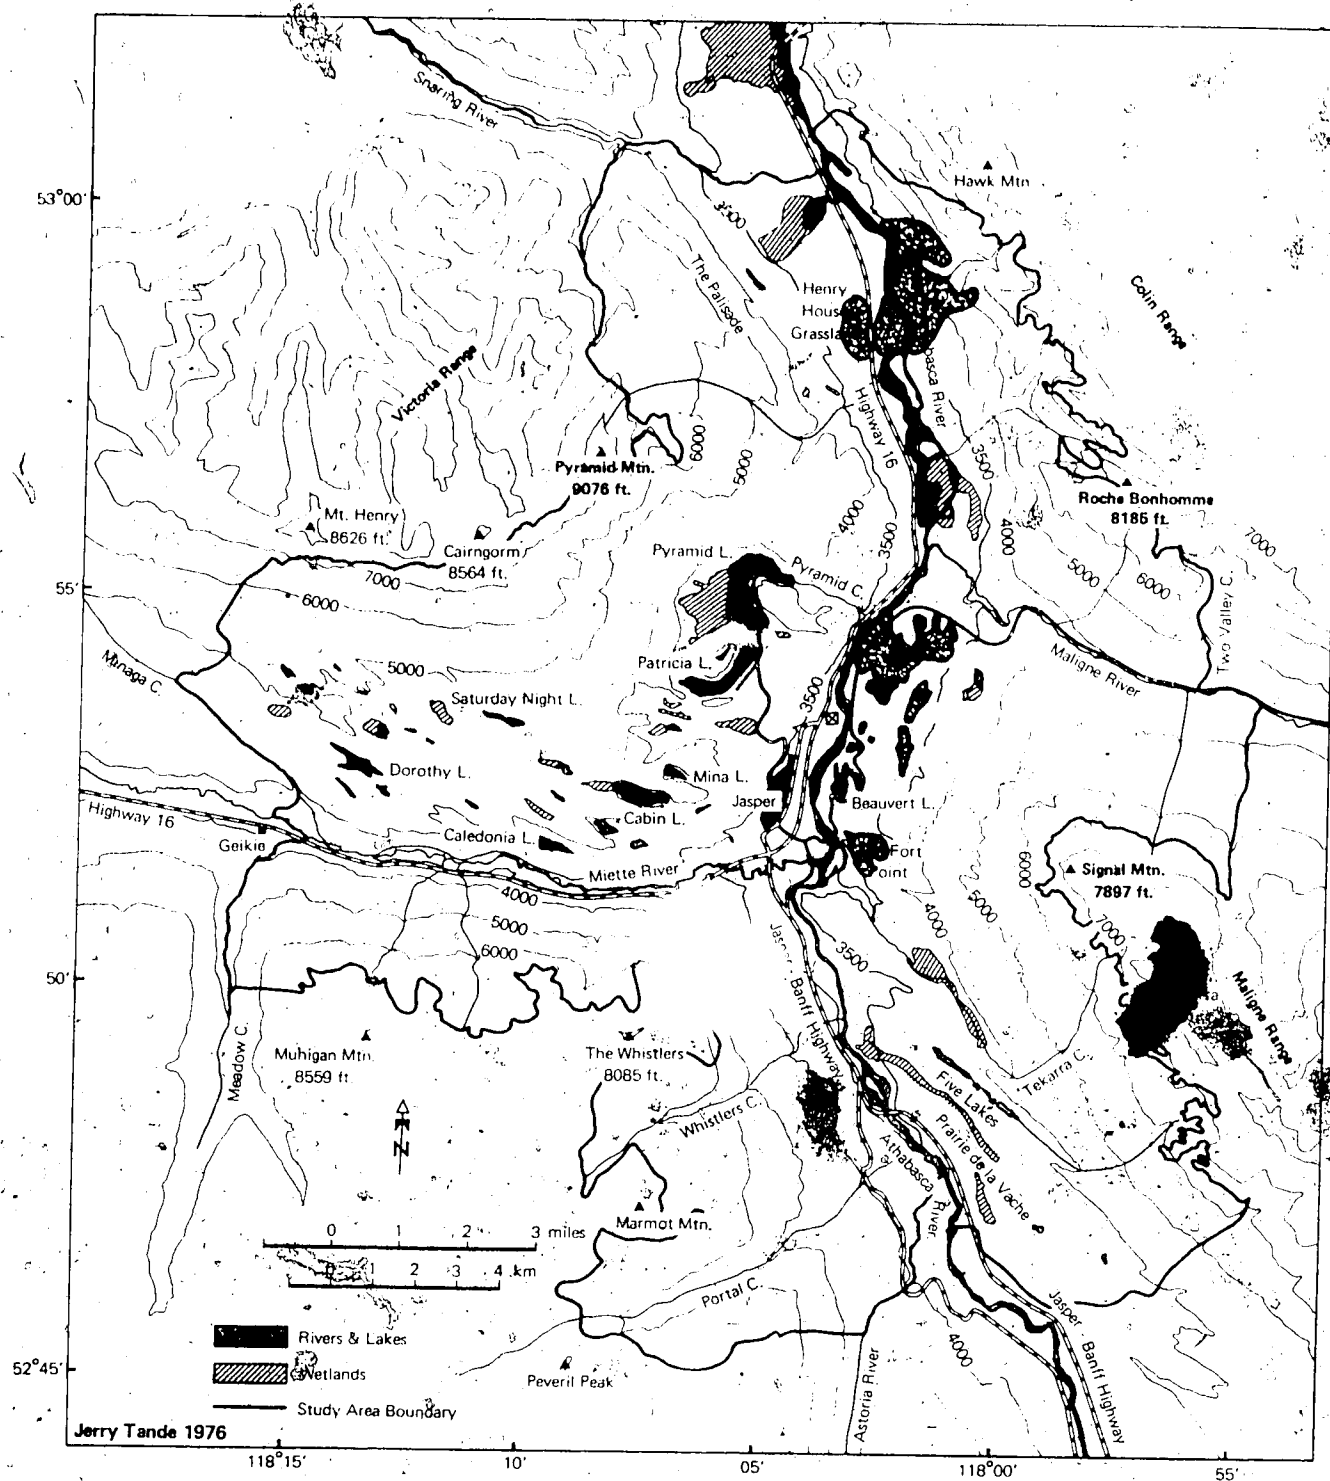 Snaring River
53°00'
Hawk Mtn
3500
The Palisade
Henry
Hous
Grassla
Colin Range
Victoria Range
basca River
Highway 16
6000
5000
3500
Pyramid Mtn.
9076 ft.
Roche Bonhomme
8185 ft.
Mt. Henry
8626 ft.
4000
3500
4000
7000
Cairngorm
8564 ft.
Pyramid L.
Pyramid C.
5000
6000
55'
7000
6000
Two Valley C.
Minaga C.
5000
Patricia L.
Maligne River
Saturday Night L.
3500
Dorothy L.
Mina L.
Jasper
Beauvert L.
Highway 16
Geikie
Caledonia L.
Cabin L.
Miette River
Fort
oint
6000
Signal Mtn.
7897 ft.
4000
5000
6000
4000
5000
7000
3500
50'
Jasper - Banff Highway
Maligne Range
Muhigan Mtn.
8559 ft.
The Whistlers
8085 ft.
Meadow C.
Five Lakes
Tekarra C.
Whistlers C.
Prairie de la Vache
Athabasca River
N
Marmot Mtn.
0 1 2 3 miles
0 1 2 3 4 km
Portal C.
Jasper - Banff Highway
4000
Rivers & Lakes
Wetlands
Study Area Boundary
52°45'
Peveril Peak
Astoria River
Jerry Tande 1976
118°15'
10'
05'
118°00'
55'